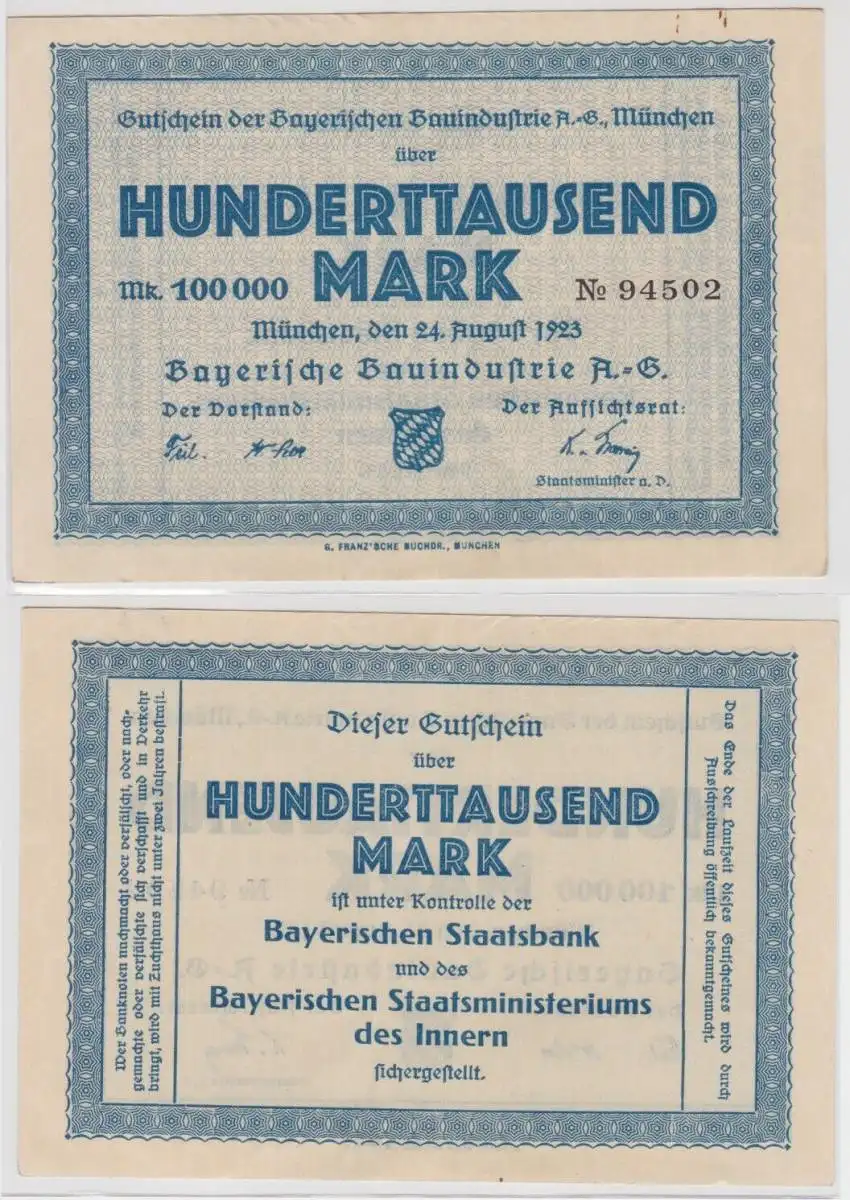 Gutschein der Bayerischen Bauindustrie A.-G., München
über
HUNDERTTAUSEND
MARK
Mk. 100 000
№ 94502
München, den 24. August 1923
Bayerische Bauindustrie A.-G.
Der Vorstand:
Der Aufsichtsrat:
Staatsminister a. D.
G. FRANZ'SCHE BUCHDR., MÜNCHEN
Wer Banknoten nachmacht oder verfälscht, oder nach-
gemachte oder verfälschte sich verschafft und in Verkehr
bringt, wird mit Zuchthaus nicht unter zwei Jahren bestraft.
Dieser Gutschein
über
HUNDERTTAUSEND
MARK
ist unter Kontrolle der
Bayerischen Staatsbank
und des
Bayerischen Staatsministeriums
des Innern
sichergestellt.
Das Ende der Laufzeit dieses Gutscheines wird durch
Ausschreibung öffentlich bekanntgemacht.